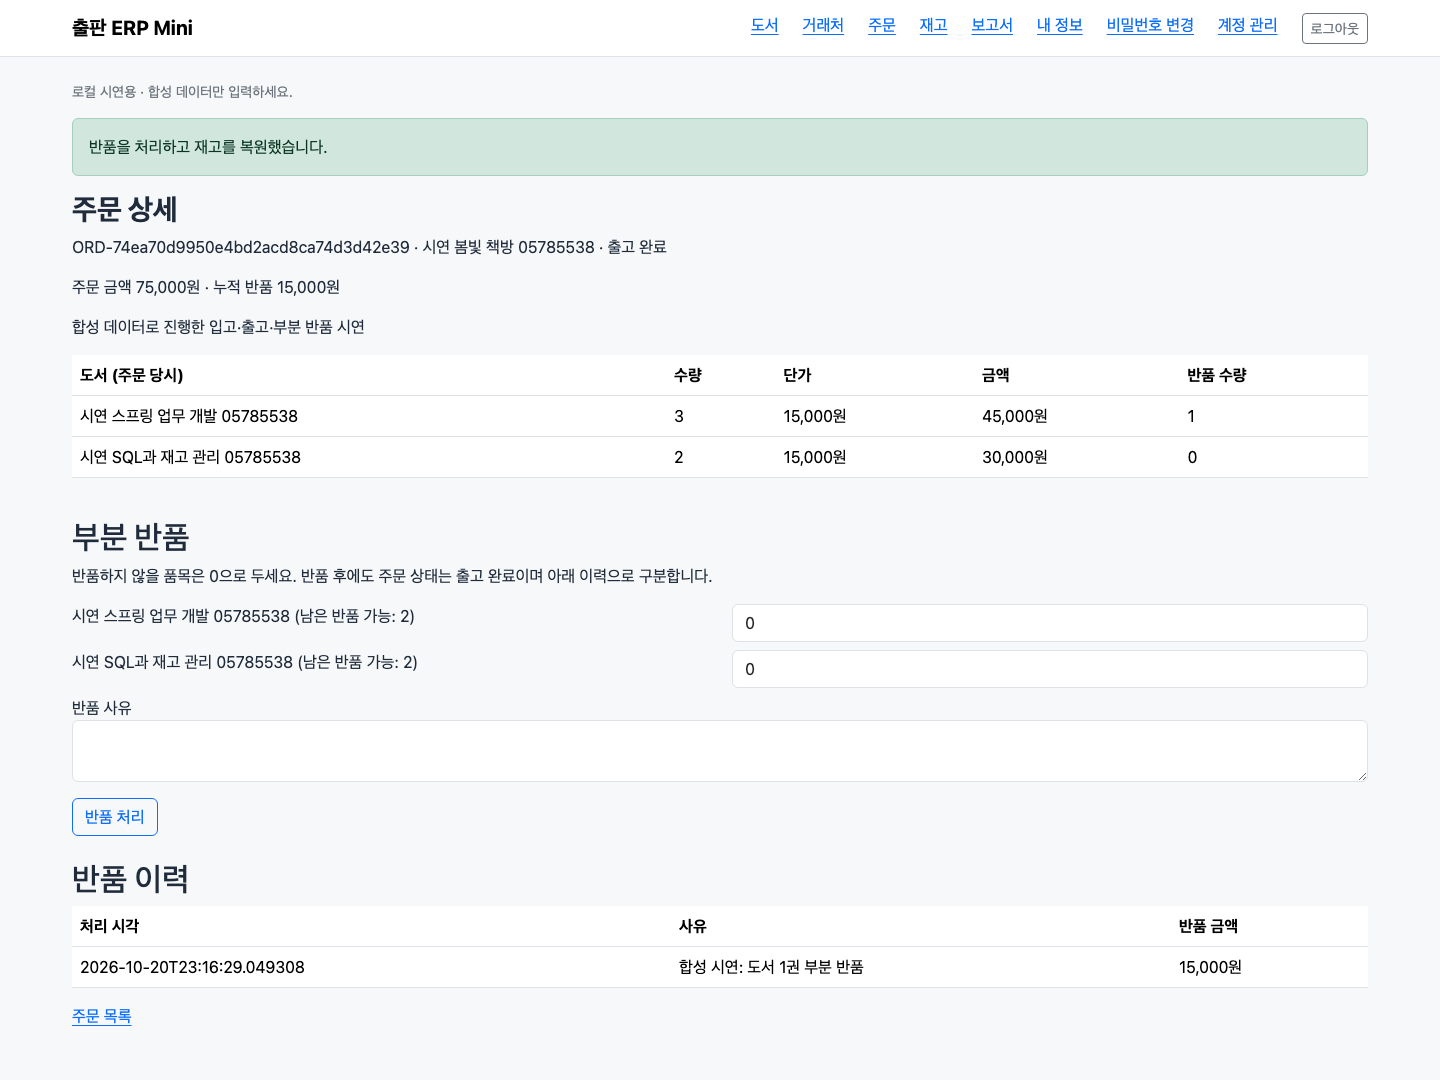 출판 ERP Mini
도서 거래처 주문 재고 보고서 내 정보 비밀번호 변경 계정 관리 로그아웃
로컬 시연용 · 합성 데이터만 입력하세요.
반품을 처리하고 재고를 복원했습니다.
주문 상세
ORD-74ea70d9950e4bd2acd8ca74d3d42e39 · 시연 봄빛 책방 05785538 · 출고 완료
주문 금액 75,000원 · 누적 반품 15,000원
합성 데이터로 진행한 입고·출고·부분 반품 시연
도서 (주문 당시) 수량 단가 금액 반품 수량
시연 스프링 업무 개발 05785538 3 15,000원 45,000원 1
시연 SQL과 재고 관리 05785538 2 15,000원 30,000원 0
부분 반품
반품하지 않을 품목은 0으로 두세요. 반품 후에도 주문 상태는 출고 완료이며 아래 이력으로 구분합니다.
시연 스프링 업무 개발 05785538 (남은 반품 가능: 2) 0
시연 SQL과 재고 관리 05785538 (남은 반품 가능: 2) 0
반품 사유
반품 처리
반품 이력
처리 시각 사유 반품 금액
2026-10-20T23:16:29.049308 합성 시연: 도서 1권 부분 반품 15,000원
주문 목록